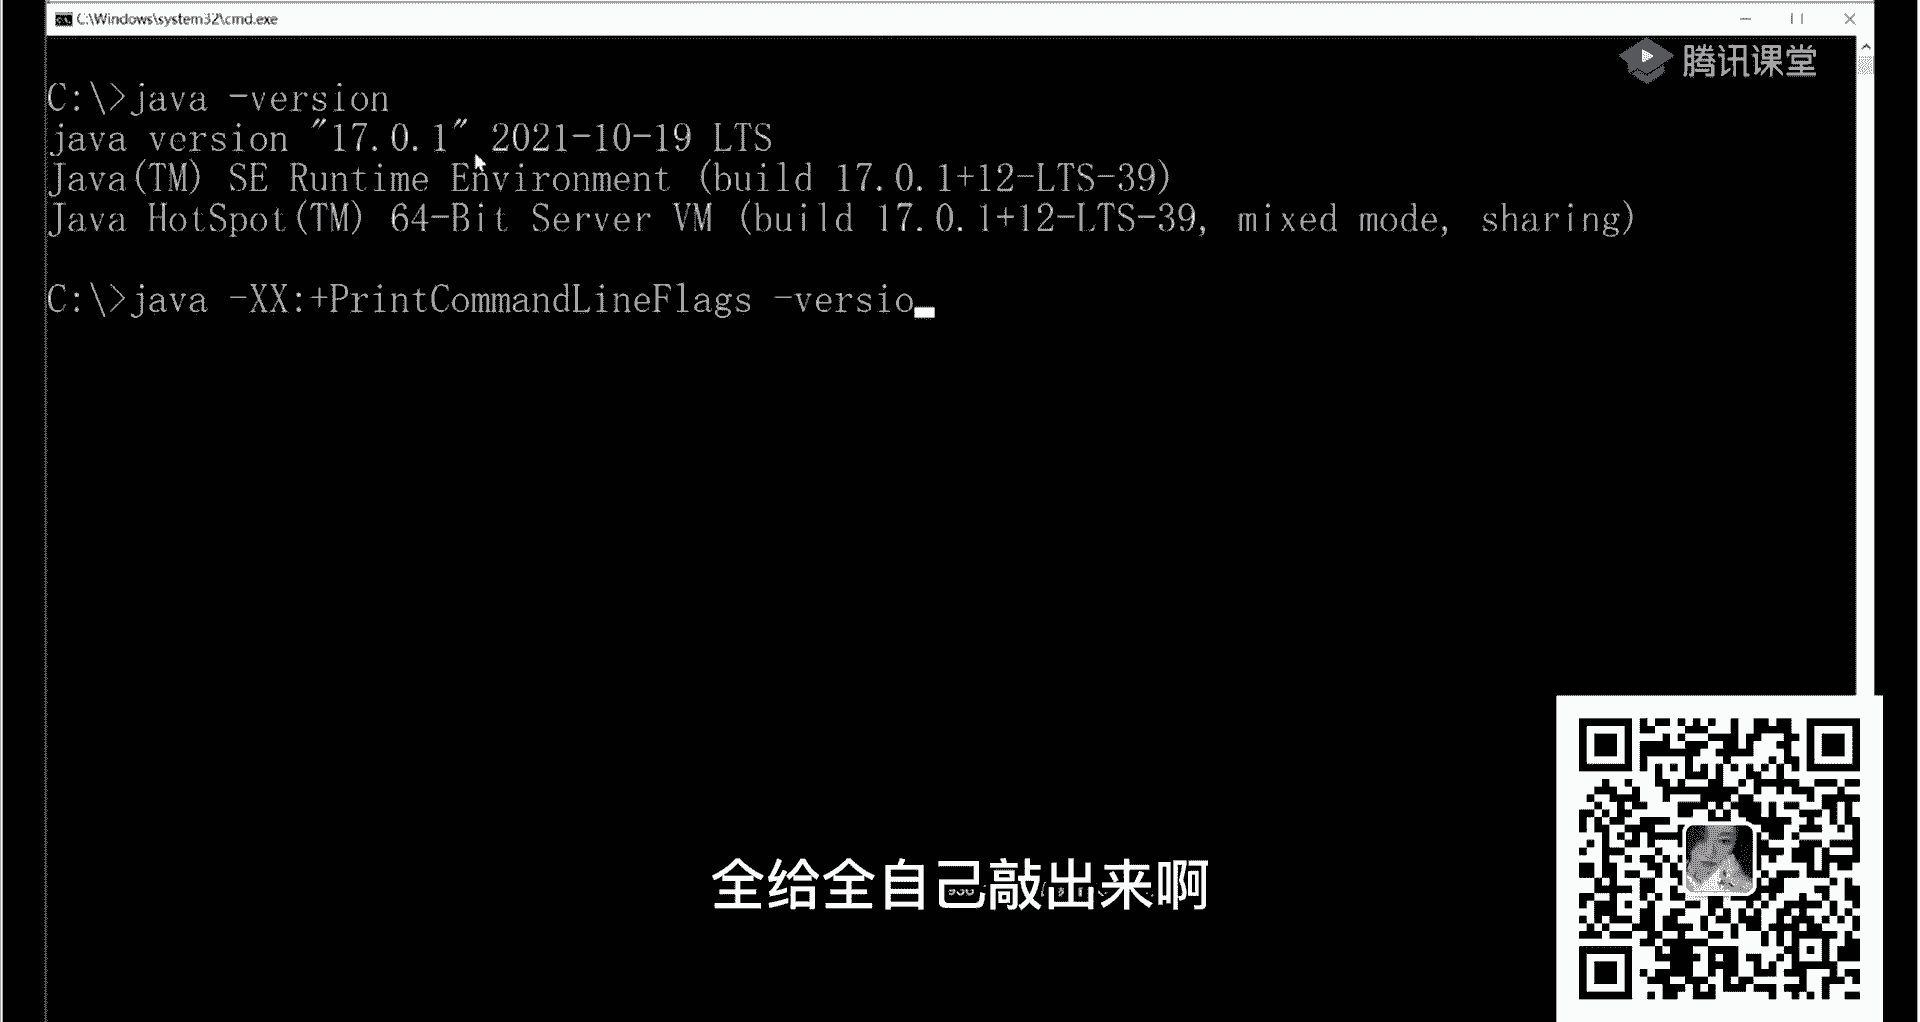 C:\Windows\system32\cmd.exe
腾讯课堂
C:\>java -version
java version "17.0.1" 2021-10-19 LTS
Java(TM) SE Runtime Environment (build 17.0.1+12-LTS-39)
Java HotSpot(TM) 64-Bit Server VM (build 17.0.1+12-LTS-39, mixed mode, sharing)
C:\>java -XX:+PrintCommandLineFlags -versio
全给全自己敲出来啊